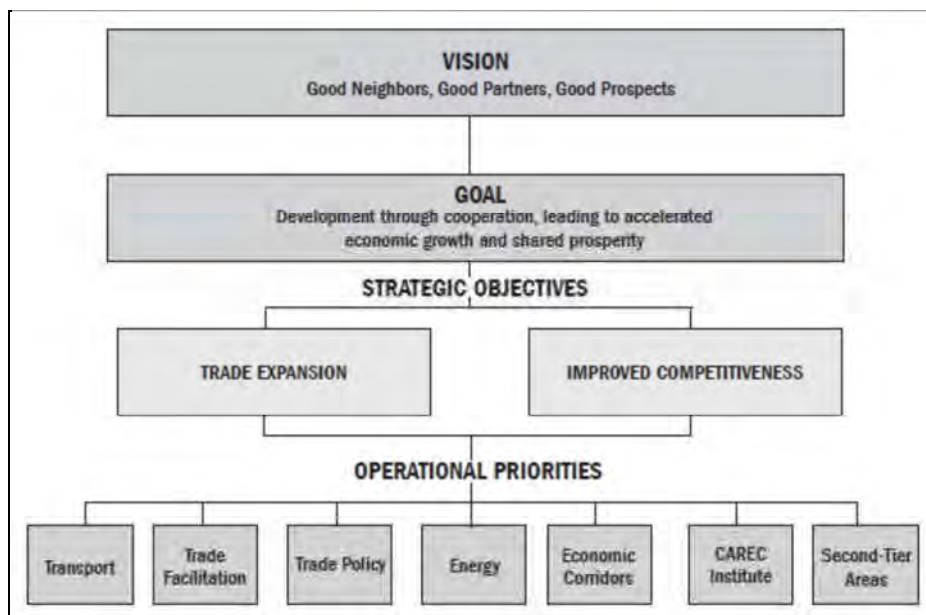 VISION
Good Neighbors, Good Partners, Good Prospects
GOAL
Development through cooperation, leading to accelerated
economic growth and shared prosperity
STRATEGIC OBJECTIVES
TRADE EXPANSION
IMPROVED COMPETITIVENESS
OPERATIONAL PRIORITIES
Transport
Trade
Facilitation
Trade Policy
Energy
Economic
Corridors
CAREC
Institute
Second-Tier
Areas